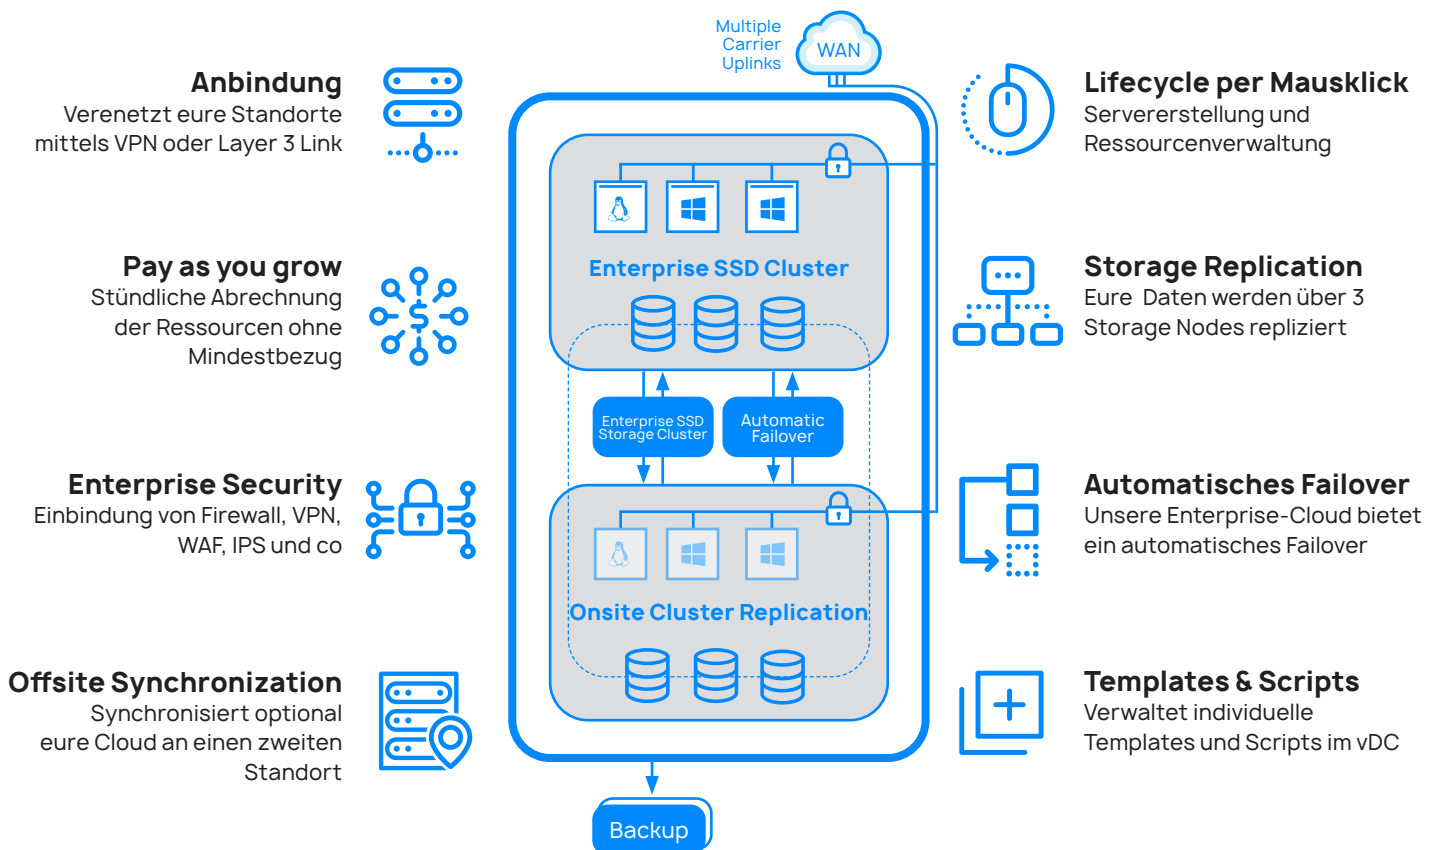 Anbindung
Verenetzt eure Standorte
mittels VPN oder Layer 3 Link
Pay as you grow
Stündliche Abrechnung
der Ressourcen ohne
Mindestbezug
Enterprise Security
Einbindung von Firewall, VPN,
WAF, IPS und co
Offsite Synchronization
Synchronisiert optional
eure Cloud an einen zweiten
Standort
Multiple
Carrier
Uplinks
WAN
Enterprise SSD Cluster
Enterprise SSD
Storage Cluster
Automatic
Failover
Onsite Cluster Replication
Backup
Lifecycle per Mausklick
Servererstellung und
Ressourcenverwaltung
Storage Replication
Eure Daten werden über 3
Storage Nodes repliziert
Automatisches Failover
Unsere Enterprise-Cloud bietet
ein automatisches Failover
Templates & Scripts
Verwaltet individuelle
Templates und Scripts im vDC